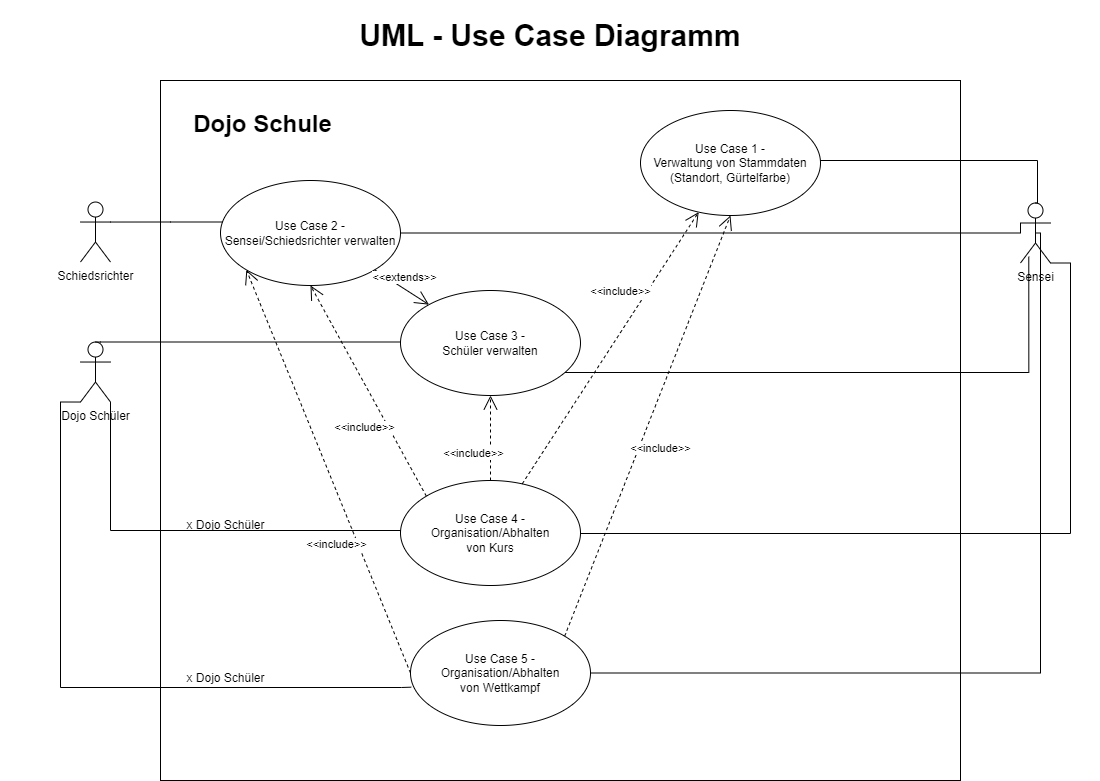 UML - Use Case Diagramm
Dojo Schule
Use Case 1 -
Verwaltung von Stammdaten
(Standort, Gürtelfarbe)
Use Case 2 -
Sensei/Schiedsrichter verwalten
Schiedsrichter
Sensei
<<extends>>
<<include>>
Use Case 3 -
Schüler verwalten
Dojo Schüler
<<include>>
<<include>>
<<include>>
Use Case 4 -
Organisation/Abhalten
von Kurs
x Dojo Schüler
<<include>>
Use Case 5 -
Organisation/Abhalten
von Wettkampf
x Dojo Schüler